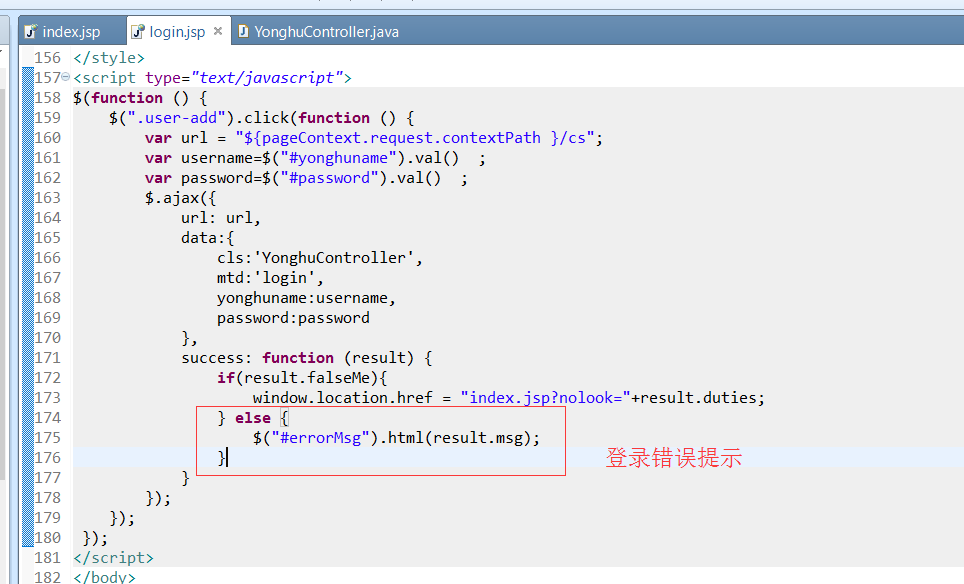 index.jsp login.jsp YonghuController.java
156 </style>
157 <script type="text/javascript">
158 $(function () {
159 $(".user-add").click(function () {
160 var url = "${pageContext.request.contextPath }/cs";
161 var username=$("#yonghuname").val() ;
162 var password=$("#password").val() ;
163 $.ajax({
164 url: url,
165 data:{
166 cls:'YonghuController',
167 mtd:'login',
168 yonghuname:username,
169 password:password
170 },
171 success: function (result) {
172 if(result.falseMe){
173 window.location.href = "index.jsp?nolook="+result.duties;
174 } else {
175 $("#errorMsg").html(result.msg);
176 } 登录错误提示
177 }
178 });
179 });
180 });
181 </script>
182 </body>